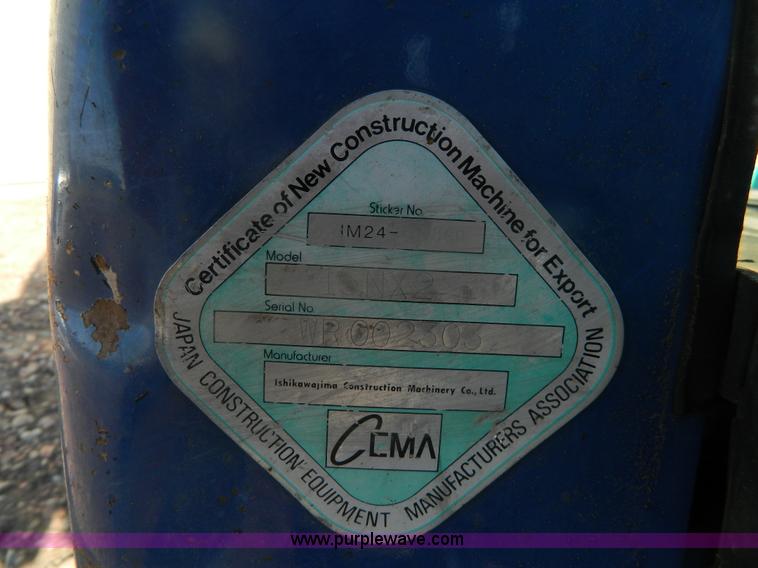 Certificate of New Construction Machine for Export
Sticker No.
IM24-
Model
NX2
Serial No.
WB002303
Manufacturer
Ishikawajima Construction Machinery Co., Ltd.
CEMA
JAPAN CONSTRUCTION EQUIPMENT MANUFACTURERS ASSOCIATION
www.purplewave.com